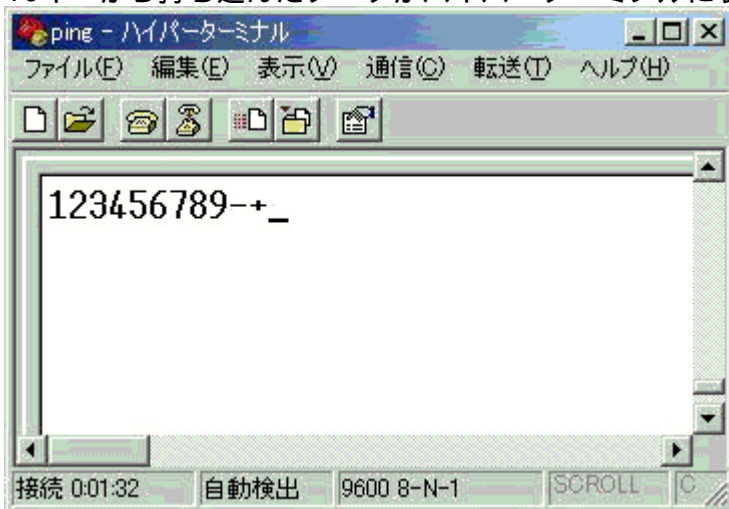 ping - ハイパーターミナル
ファイル(F) 編集(E) 表示(V) 通信(C) 転送(T) ヘルプ(H)
123456789-+_
接続 0:01:32 自動検出 9600 8-N-1 SCROLL C